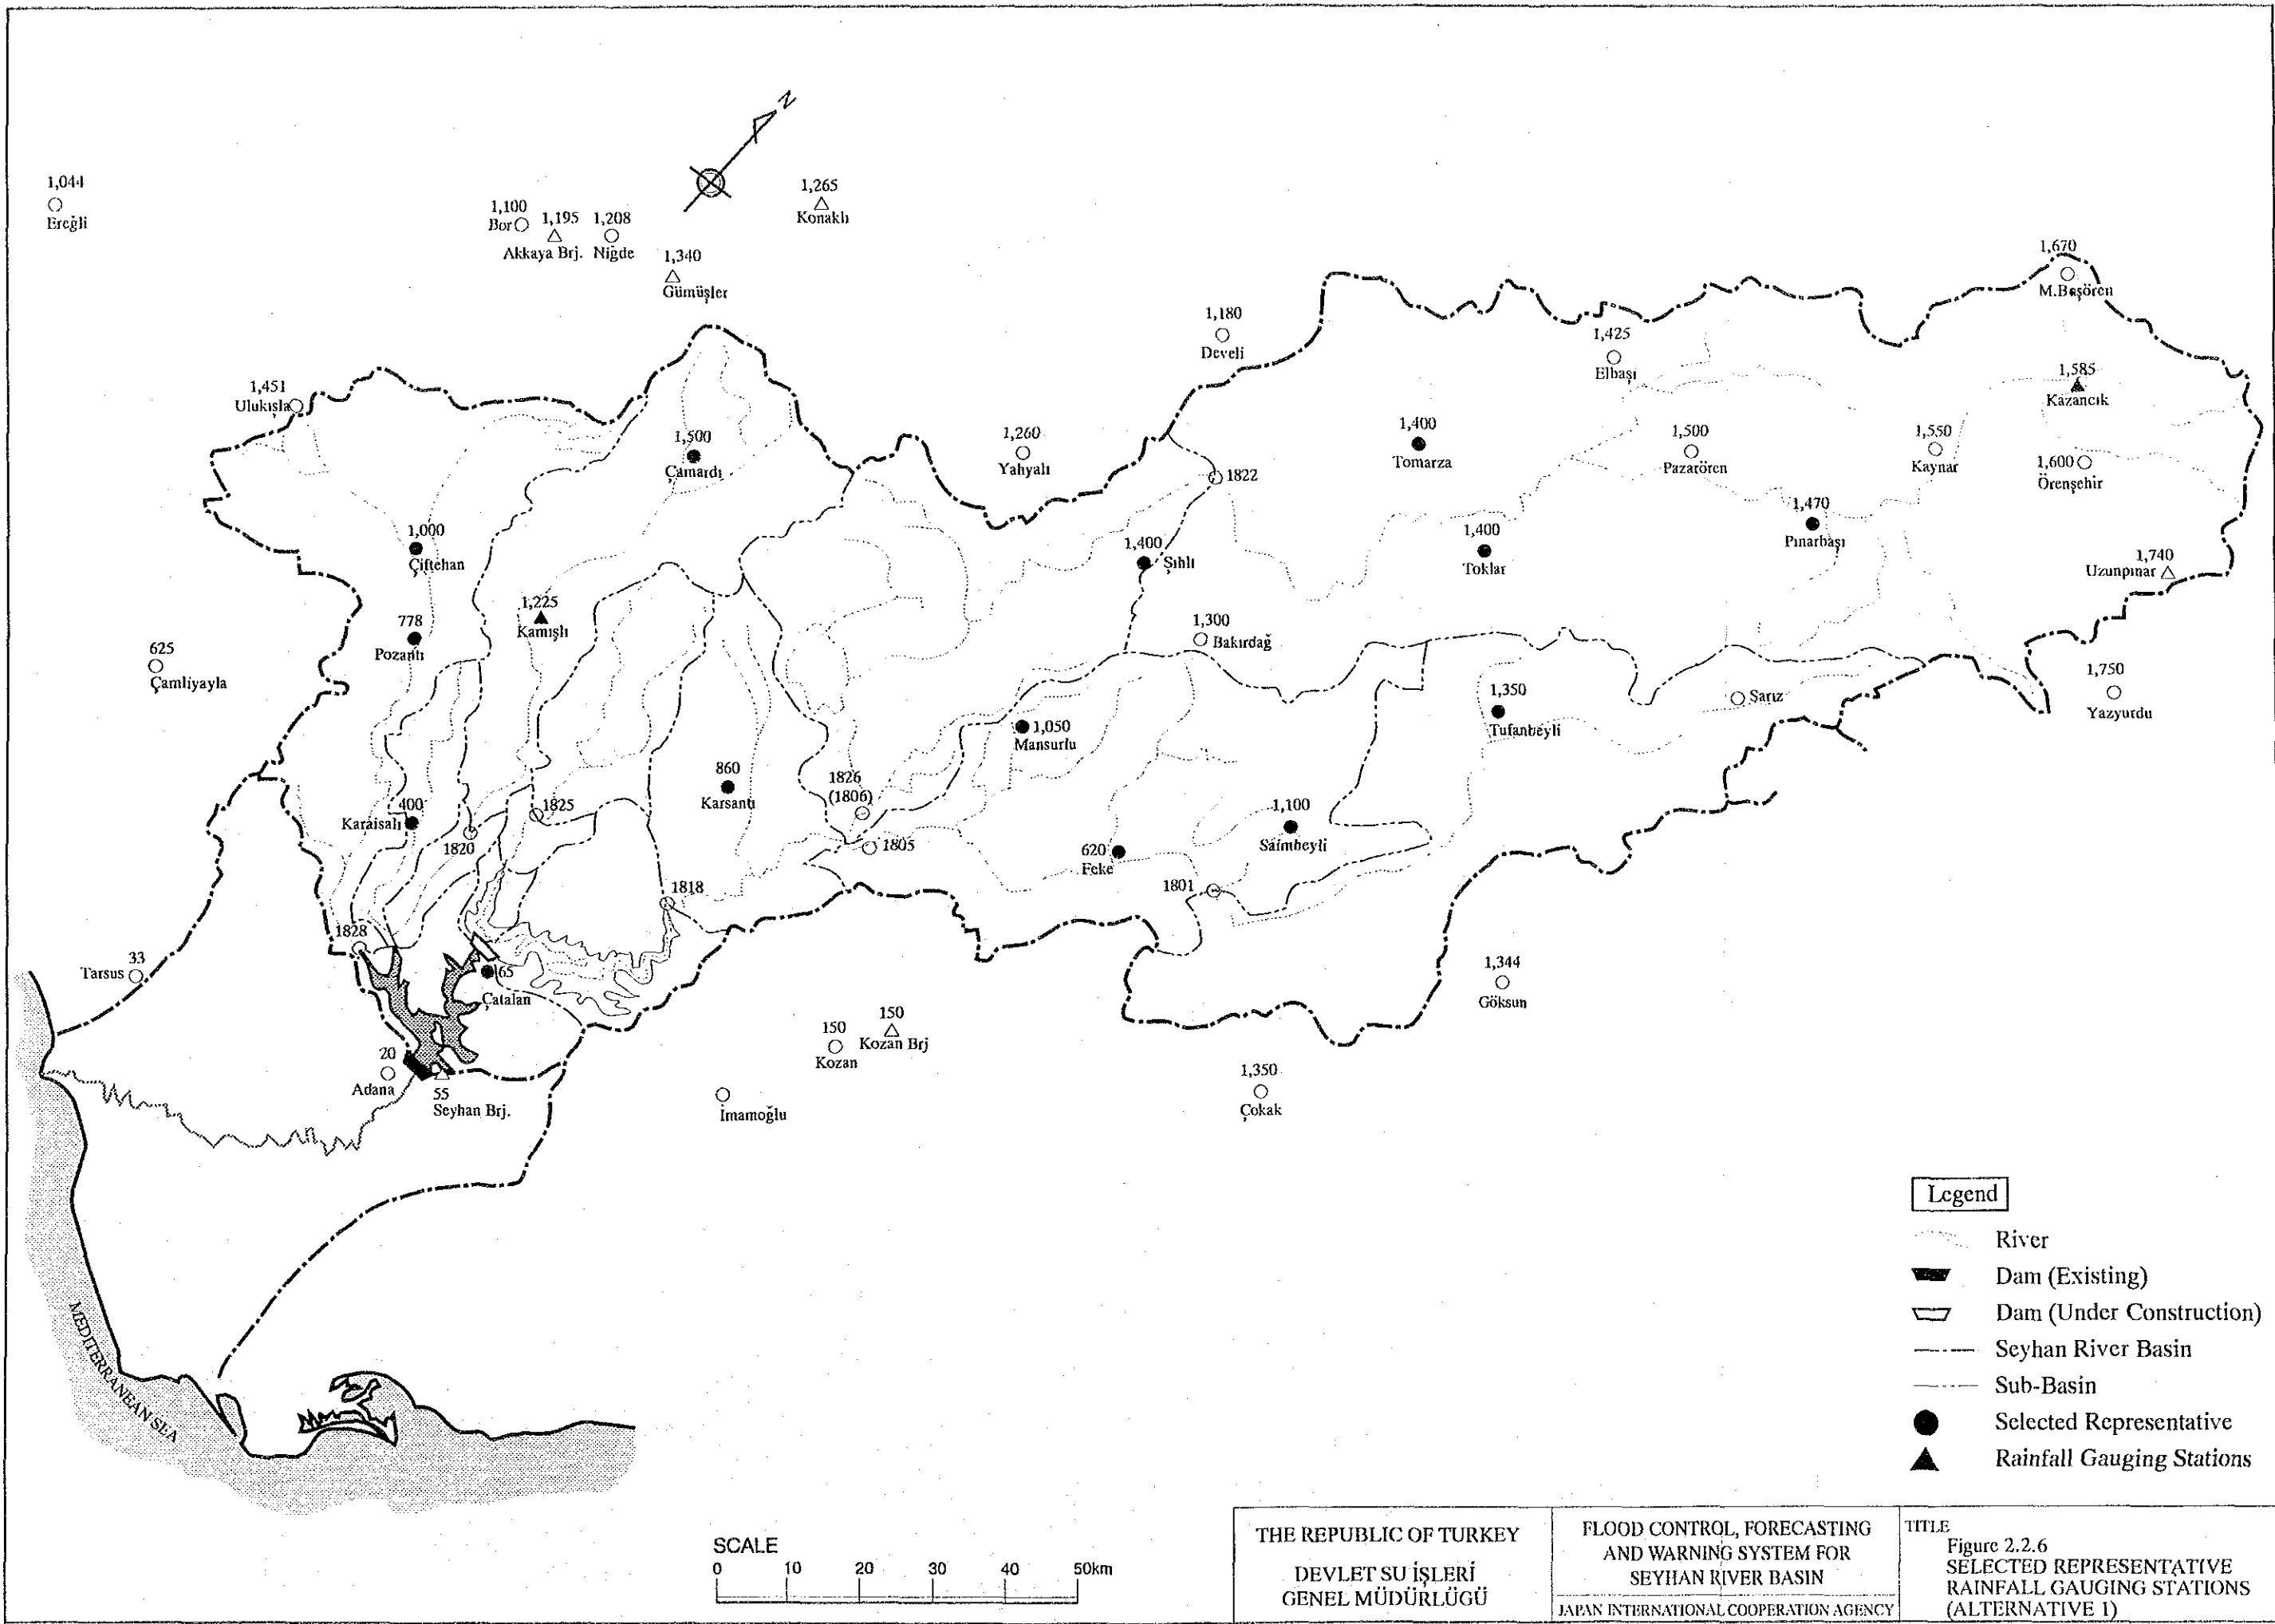 N
1,044
Ereğli
1,100
Bor
1,195
Akkaya Brj.
1,208
Niğde
1,340
Gümüşler
1,265
Konaklı
1,670
M.Beşören
1,180
Develi
1,425
Elbaşı
1,585
Kazancık
1,451
Ulukışla
1,500
Çamardı
1,260
Yahyalı
1,400
Tomarza
1,500
Pazarören
1,550
Kaynar
1,600
Örenşehir
1822
1,000
Çiftehan
1,400
Şıhlı
1,400
Toklar
1,470
Pınarbaşı
1,740
Uzunpınar
778
Pozantı
1,225
Kamışlı
1,300
Bakırdağ
625
Çamlıyayla
1,350
Tufanbeyli
Sarız
1,750
Yazyurdu
1,050
Mansurlu
860
Karsantı
1826
(1806)
400
Karaisalı
1820
1825
1805
620
Feke
1,100
Saimbeyli
1801
1818
1828
Tarsus
33
65
Çatalan
1,344
Göksun
150
Kozan
150
Kozan Brj
20
Adana
55
Seyhan Brj.
İmamoğlu
1,350
Çokak
MEDITERRANEAN SEA
Legend
River
Dam (Existing)
Dam (Under Construction)
Seyhan River Basin
Sub-Basin
Selected Representative
Rainfall Gauging Stations
SCALE
0 10 20 30 40 50km
THE REPUBLIC OF TURKEY
DEVLET SU İŞLERİ
GENEL MÜDÜRLÜGÜ
FLOOD CONTROL, FORECASTING
AND WARNING SYSTEM FOR
SEYHAN RIVER BASIN
JAPAN INTERNATIONAL COOPERATION AGENCY
TITLE
Figure 2.2.6
SELECTED REPRESENTATIVE
RAINFALL GAUGING STATIONS
(ALTERNATIVE 1)